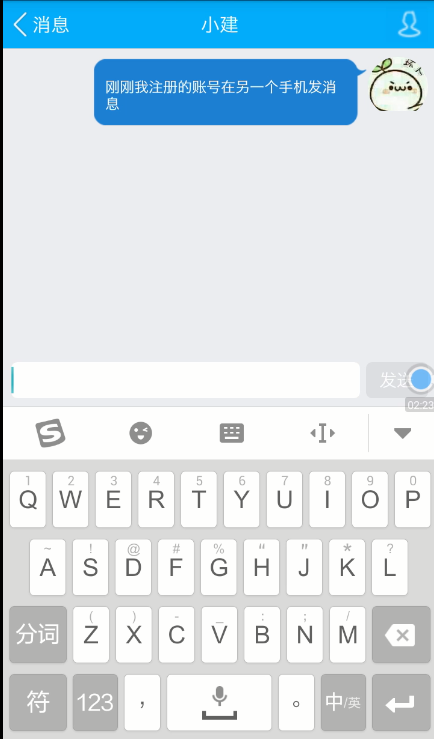 消息
小建
坏人
刚刚我注册的账号在另一个手机发消
息
发送
02:23
S
1 2 3 4 5 6 7 8 9 0
Q W E R T Y U I O P
~ ! @ # % “ ” * ?
A S D F G H J K L
( ) - _ : ; /
分词 Z X C V B N M
符 123 ， 。 中/英